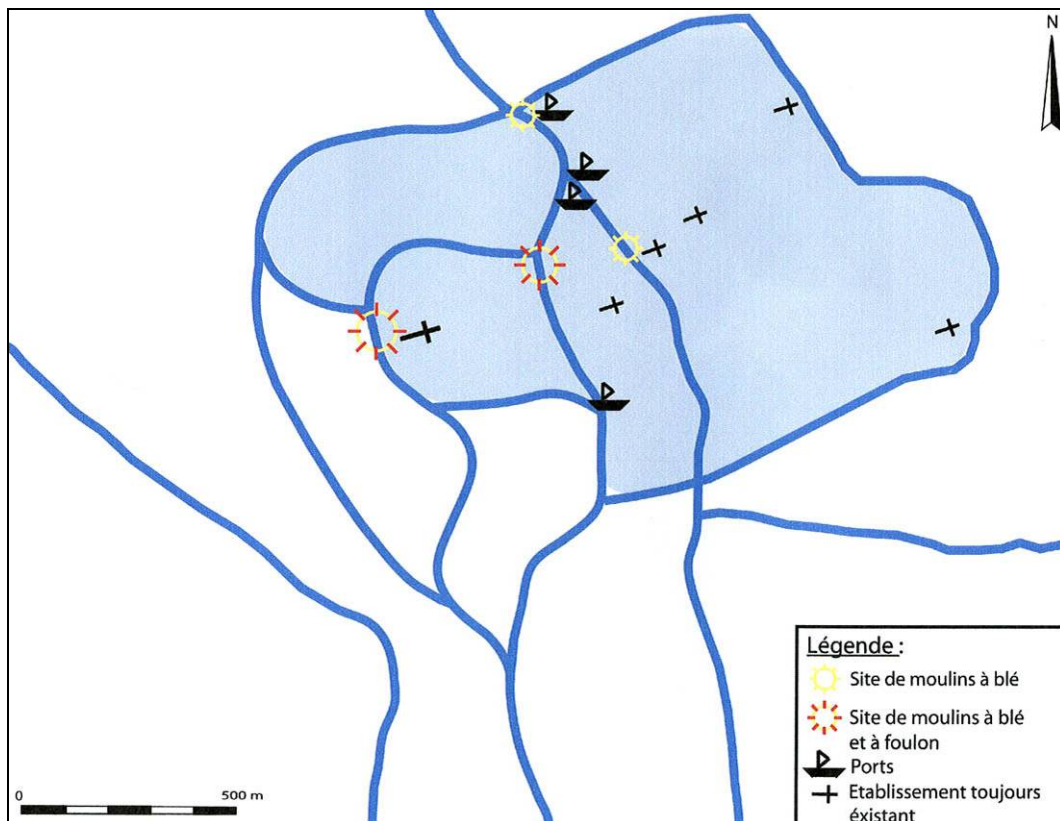 N
Légende :
Site de moulins à blé
Site de moulins à blé
et à foulon
Ports
Etablissement toujours
éxistant
0 500 m